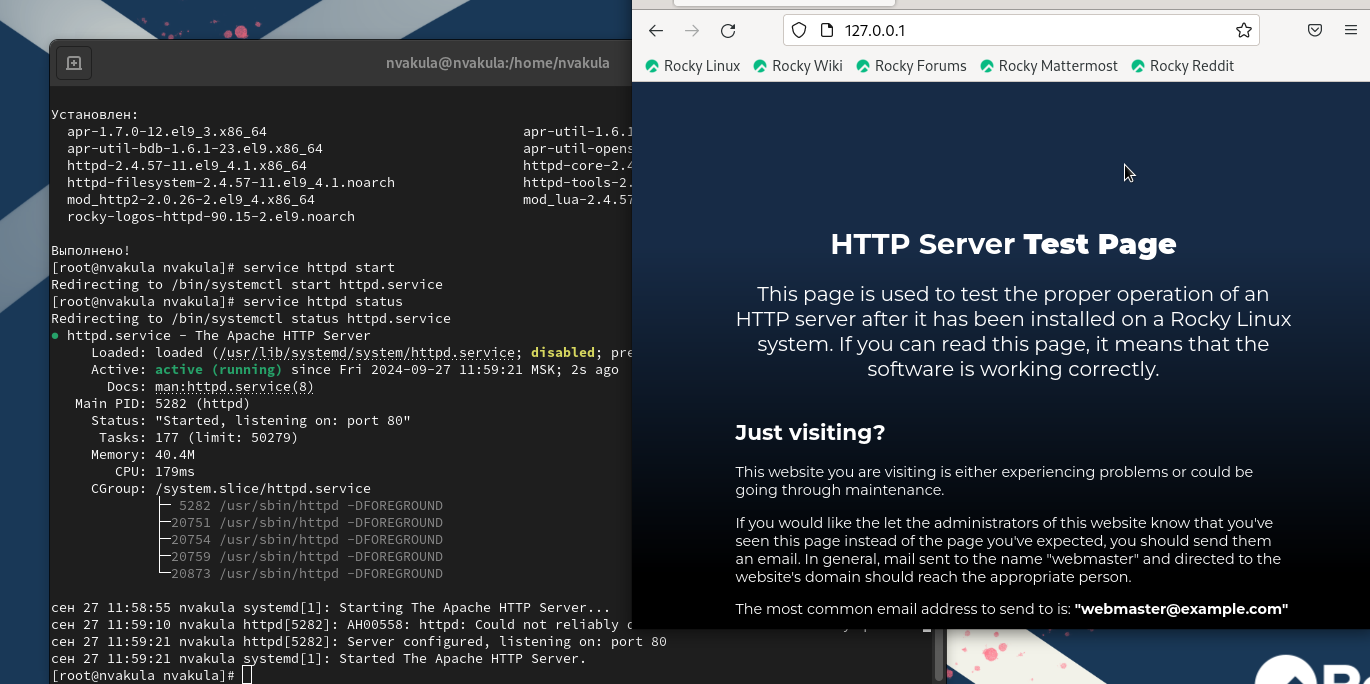 nvakula@nvakula:/home/nvakula
Установлен:
apr-1.7.0-12.el9_3.x86_64 apr-util-1.6.1
apr-util-bdb-1.6.1-23.el9.x86_64 apr-util-opens
httpd-2.4.57-11.el9_4.1.x86_64 httpd-core-2.4
httpd-filesystem-2.4.57-11.el9_4.1.noarch httpd-tools-2.
mod_http2-2.0.26-2.el9_4.x86_64 mod_lua-2.4.57
rocky-logos-httpd-90.15-2.el9.noarch
Выполнено!
[root@nvakula nvakula]# service httpd start
Redirecting to /bin/systemctl start httpd.service
[root@nvakula nvakula]# service httpd status
Redirecting to /bin/systemctl status httpd.service
● httpd.service - The Apache HTTP Server
Loaded: loaded (/usr/lib/systemd/system/httpd.service; disabled; pre
Active: active (running) since Fri 2024-09-27 11:59:21 MSK; 2s ago
Docs: man:httpd.service(8)
Main PID: 5282 (httpd)
Status: "Started, listening on: port 80"
Tasks: 177 (limit: 50279)
Memory: 40.4M
CPU: 179ms
CGroup: /system.slice/httpd.service
├─ 5282 /usr/sbin/httpd -DFOREGROUND
├─20751 /usr/sbin/httpd -DFOREGROUND
├─20754 /usr/sbin/httpd -DFOREGROUND
├─20759 /usr/sbin/httpd -DFOREGROUND
└─20873 /usr/sbin/httpd -DFOREGROUND
сен 27 11:58:55 nvakula systemd[1]: Starting The Apache HTTP Server...
сен 27 11:59:10 nvakula httpd[5282]: AH00558: httpd: Could not reliably
сен 27 11:59:21 nvakula httpd[5282]: Server configured, listening on: port 80
сен 27 11:59:21 nvakula systemd[1]: Started The Apache HTTP Server.
[root@nvakula nvakula]#
127.0.0.1
Rocky Linux Rocky Wiki Rocky Forums Rocky Mattermost Rocky Reddit
HTTP Server Test Page
This page is used to test the proper operation of an
HTTP server after it has been installed on a Rocky Linux
system. If you can read this page, it means that the
software is working correctly.
Just visiting?
This website you are visiting is either experiencing problems or could be
going through maintenance.
If you would like the let the administrators of this website know that you've
seen this page instead of the page you've expected, you should send them
an email. In general, mail sent to the name "webmaster" and directed to the
website's domain should reach the appropriate person.
The most common email address to send to is: "webmaster@example.com"